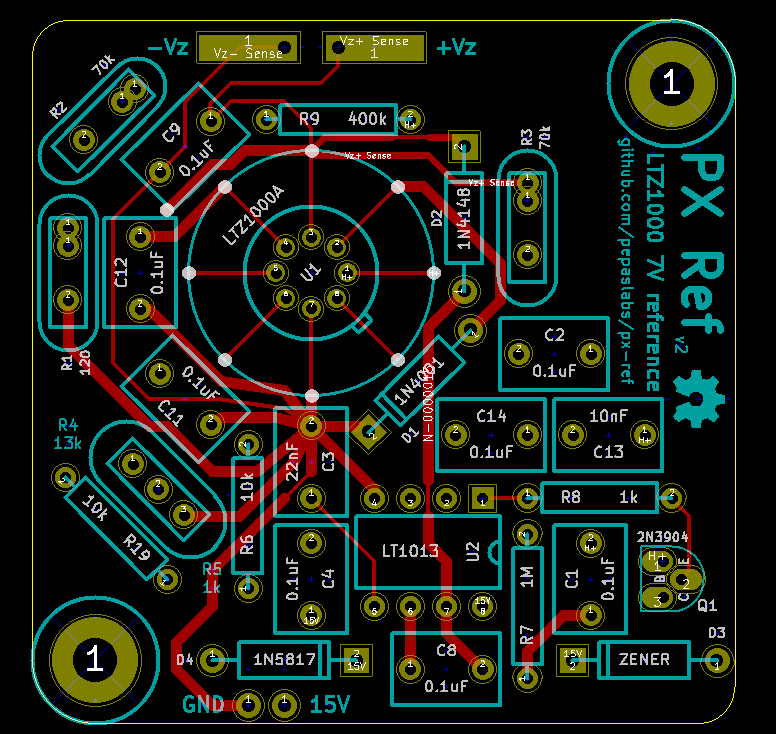 -Vz
1
Vz- Sense
Vz+ Sense
1
+Vz
1
R2
70k
C9
0.1uF
R9
400k
H+
Vz+ Sense
R3
70k
Vz+ Sense
D2
1N4148
LTZ1000A
U1
H+
PX Ref
v2
LTZ1000 7V reference
github.com/pepaslabs/px-ref
C12
0.1uF
R1
120
C2
0.1uF
D1
C11
0.1uF
C14
0.1uF
10nF
C13
H+
R4
13k
22nF
C3
10k
R6
R8
1k
10k
R19
R5
1k
0.1uF
C4
15V
LT1013
U2
15V
1M
R7
C1
0.1uF
H+
2N3904
H+
E
B
C
Q1
D3
D4
1N5817
15V
C8
0.1uF
15V
ZENER
1
GND
15V